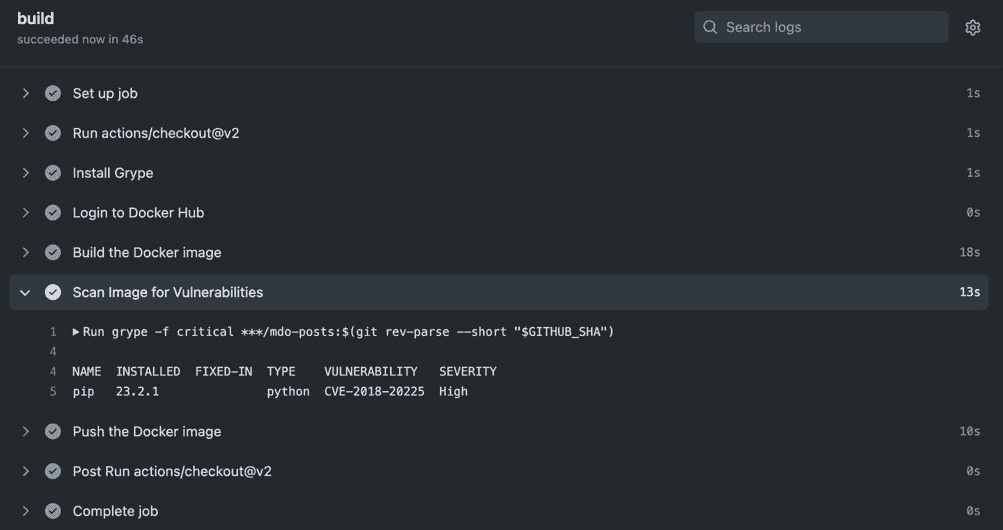 build
succeeded now in 46s
Search logs
Set up job 1s
Run actions/checkout@v2 1s
Install Grype 1s
Login to Docker Hub 0s
Build the Docker image 18s
Scan Image for Vulnerabilities 13s
1 ▶Run grype -f critical ***/mdo-posts:$(git rev-parse --short "$GITHUB_SHA")
4
4 NAME INSTALLED FIXED-IN TYPE VULNERABILITY SEVERITY
5 pip 23.2.1 python CVE-2018-20225 High
Push the Docker image 10s
Post Run actions/checkout@v2 0s
Complete job 0s